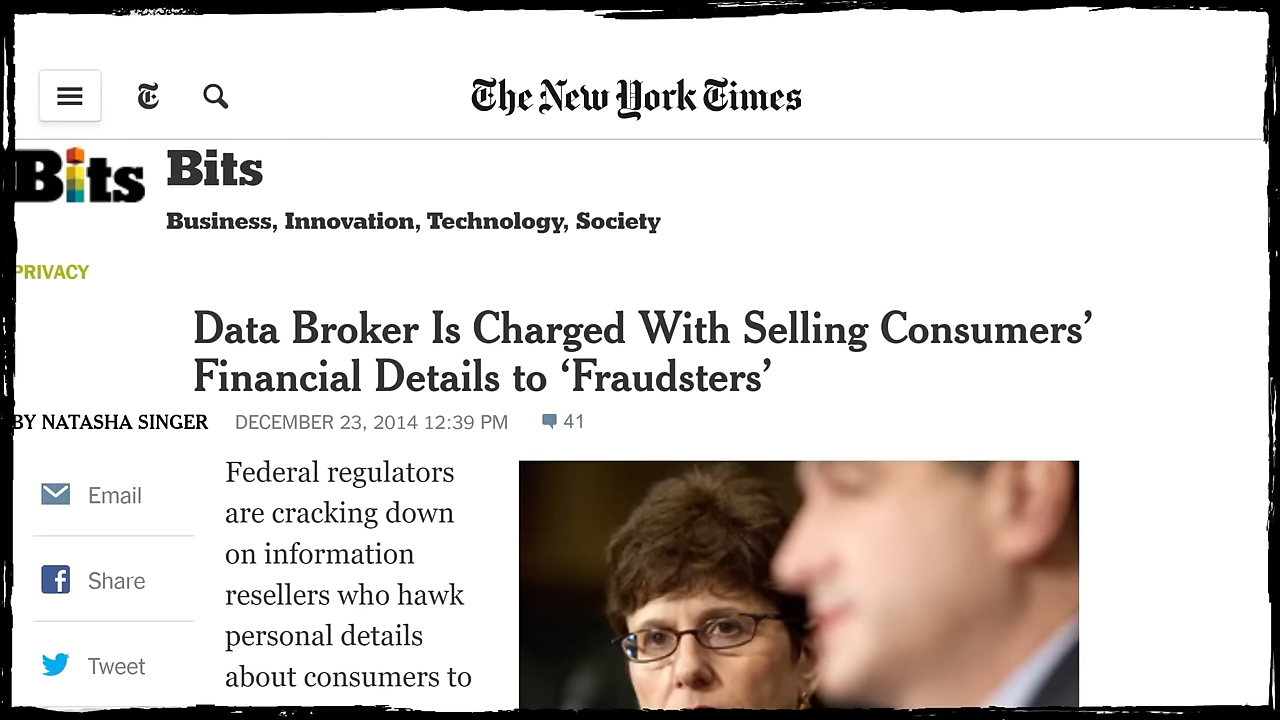 The New York Times
Bits
Bits
Business, Innovation, Technology, Society
PRIVACY
Data Broker Is Charged With Selling Consumers’
Financial Details to ‘Fraudsters’
BY NATASHA SINGER DECEMBER 23, 2014 12:39 PM 41
Email
Share
Tweet
Federal regulators
are cracking down
on information
resellers who hawk
personal details
about consumers to